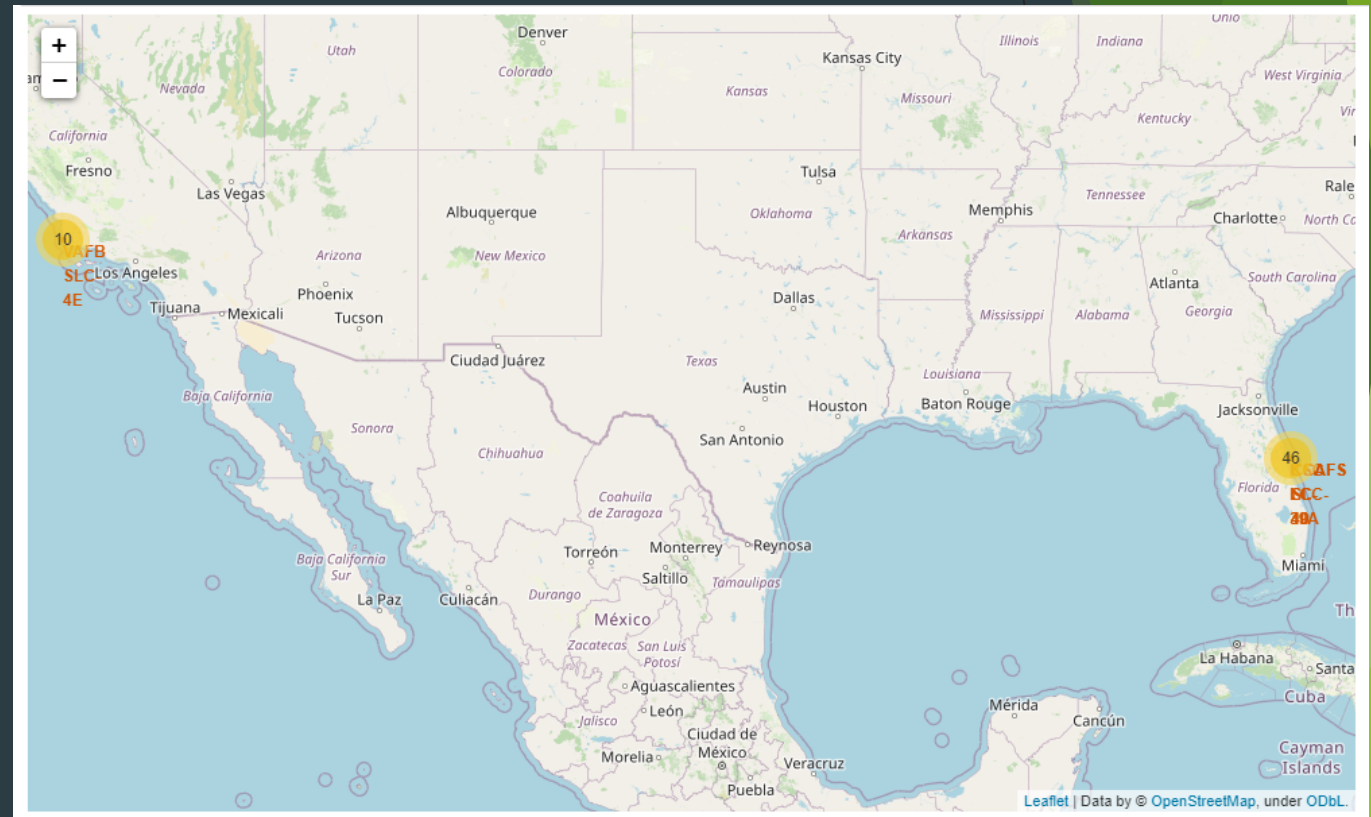 +
−
Utah
Denver
Colorado
Nevada
Kansas City
Kansas
Missouri
Illinois
Indiana
Ohio
West Virginia
Kentucky
California
Fresno
Las Vegas
Tulsa
Oklahoma
Memphis
Tennessee
Charlotte
North Ca
Rale
Albuquerque
New Mexico
Arizona
Arkansas
10
VAFB
SLC-
4E
Los Angeles
Phoenix
Tucson
Tijuana
Mexicali
Dallas
Atlanta
South Carolina
Georgia
Mississippi
Alabama
Ciudad Juárez
Texas
Louisiana
Baton Rouge
Austin
Houston
San Antonio
Jacksonville
Baja California
Sonora
Chihuahua
46
Florida
Miami
Coahuila
de Zaragoza
Torreón
Monterrey
Reynosa
Saltillo
Tamaulipas
Baja California
Sur
La Paz
Culiacán
Durango
México
Zacatecas
San Luis
Potosí
Aguascalientes
León
Jalisco
Ciudad de
México
Morelia
Veracruz
Puebla
Mérida
Cancún
La Habana
Santa
Cuba
Th
Cayman
Islands
Leaflet | Data by © OpenStreetMap, under ODbL.